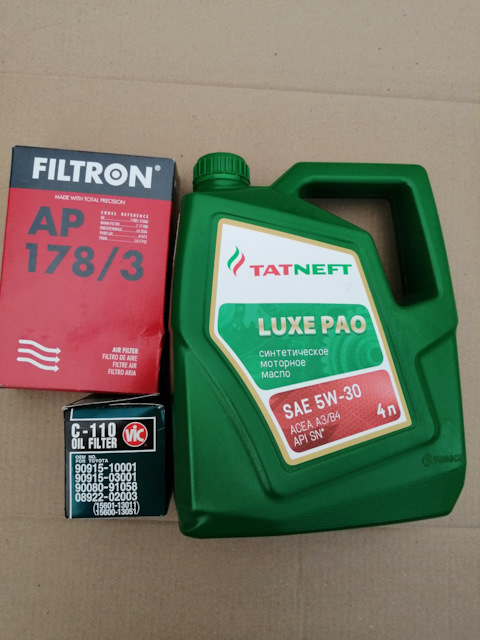 FILTRON®
MADE WITH TOTAL PRECISION
CROSS REFERENCE
AP
178/3
AIR FILTER
FILTRO DE AIRE
FILTRE AIR
FILTRO ARIA
C-110
OIL FILTER
VIC
OEM NO.
FOR TOYOTA
90915-10001
90915-03001
90080-91058
08922-02003
(15601-13011)
(15600-13051)
TATNEFT
LUXE PAO
синтетическое
моторное
масло
SAE 5W-30
ACEA A3/B4
API SN*
4 л